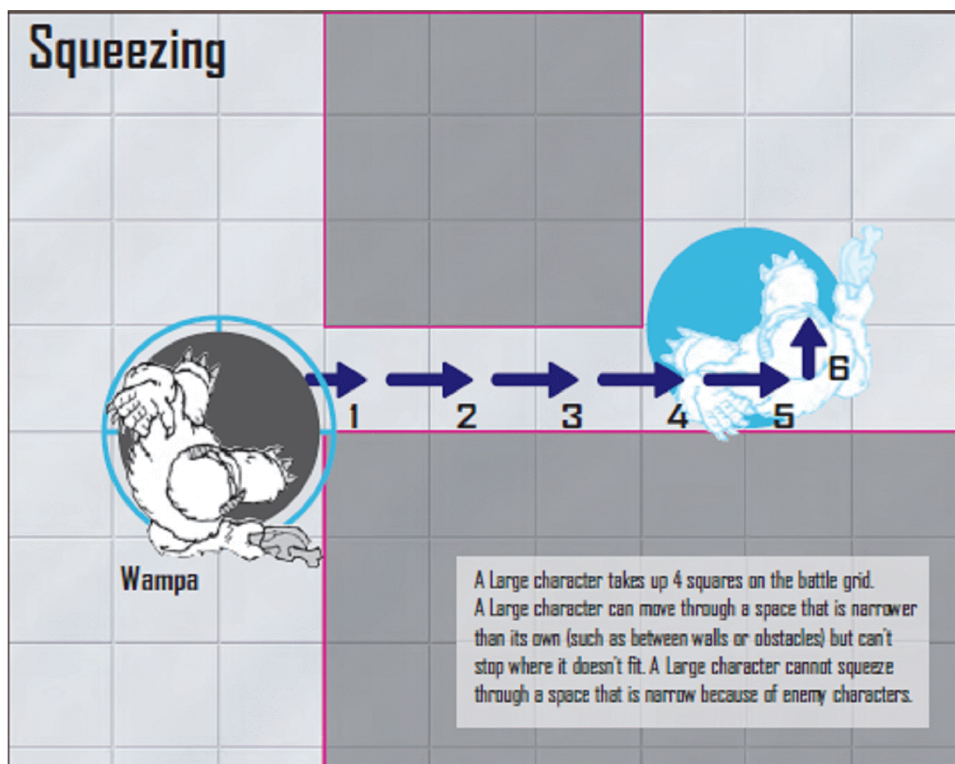 Squeezing
1 2 3 4 5 6
Wampa
A Large character takes up 4 squares on the battle grid.
A Large character can move through a space that is narrower
than its own (such as between walls or obstacles) but can't
stop where it doesn't fit. A Large character cannot squeeze
through a space that is narrow because of enemy characters.